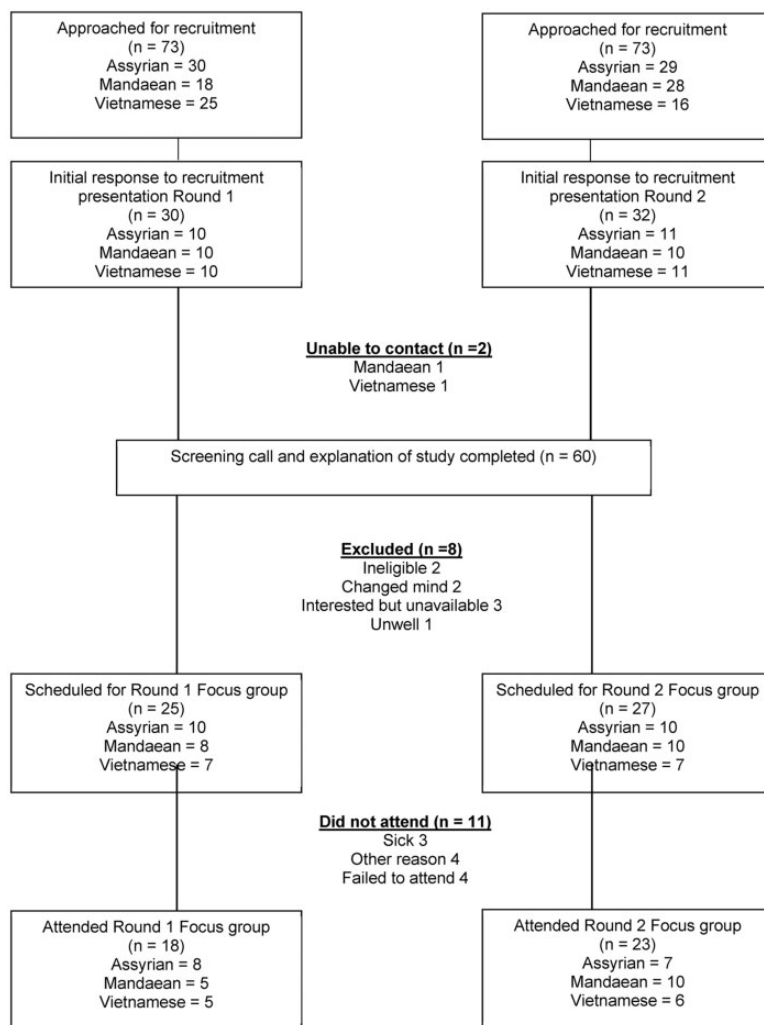 Approached for recruitment
(n = 73)
Assyrian = 30
Mandaean = 18
Vietnamese = 25
Approached for recruitment
(n = 73)
Assyrian = 29
Mandaean = 28
Vietnamese = 16
Initial response to recruitment
presentation Round 1
(n = 30)
Assyrian = 10
Mandaean = 10
Vietnamese = 10
Initial response to recruitment
presentation Round 2
(n = 32)
Assyrian = 11
Mandaean = 10
Vietnamese = 11
Unable to contact (n =2)
Mandaean 1
Vietnamese 1
Screening call and explanation of study completed (n = 60)
Excluded (n =8)
Ineligible 2
Changed mind 2
Interested but unavailable 3
Unwell 1
Scheduled for Round 1 Focus group
(n = 25)
Assyrian = 10
Mandaean = 8
Vietnamese = 7
Scheduled for Round 2 Focus group
(n = 27)
Assyrian = 10
Mandaean = 10
Vietnamese = 7
Did not attend (n = 11)
Sick 3
Other reason 4
Failed to attend 4
Attended Round 1 Focus group
(n = 18)
Assyrian = 8
Mandaean = 5
Vietnamese = 5
Attended Round 2 Focus group
(n = 23)
Assyrian = 7
Mandaean = 10
Vietnamese = 6